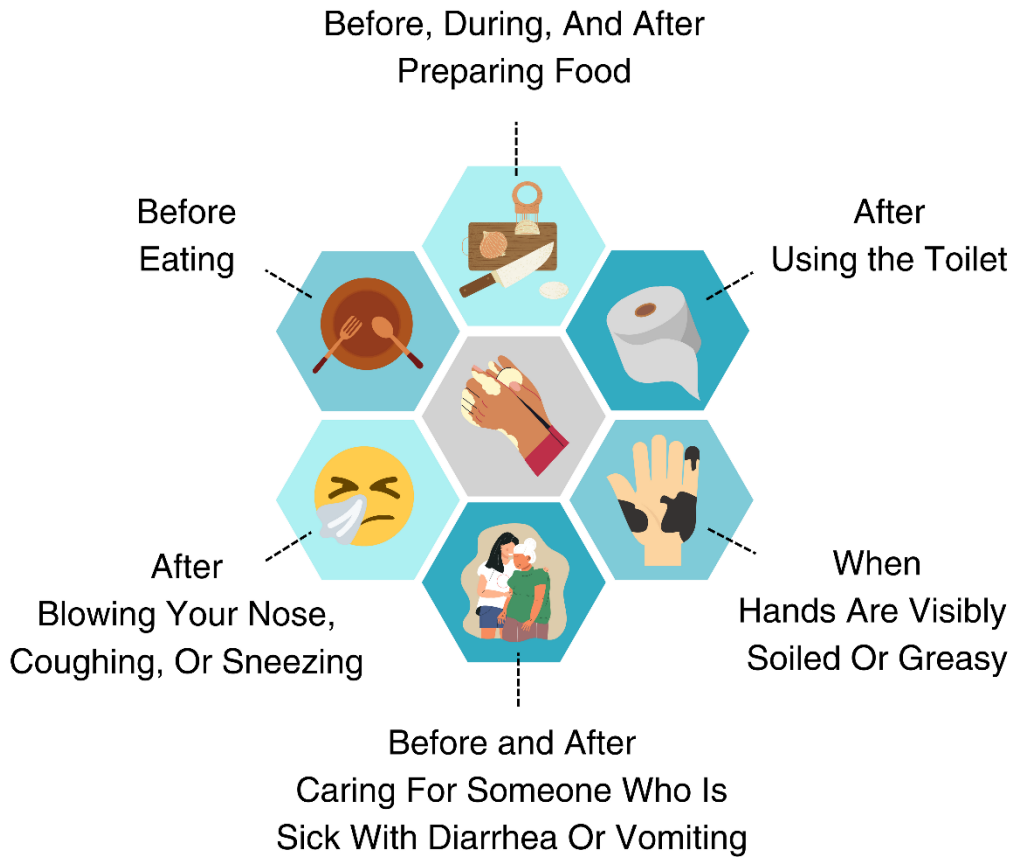 Before, During, And After
Preparing Food
Before
Eating
After
Using the Toilet
After
Blowing Your Nose,
Coughing, Or Sneezing
When
Hands Are Visibly
Soiled Or Greasy
Before and After
Caring For Someone Who Is
Sick With Diarrhea Or Vomiting